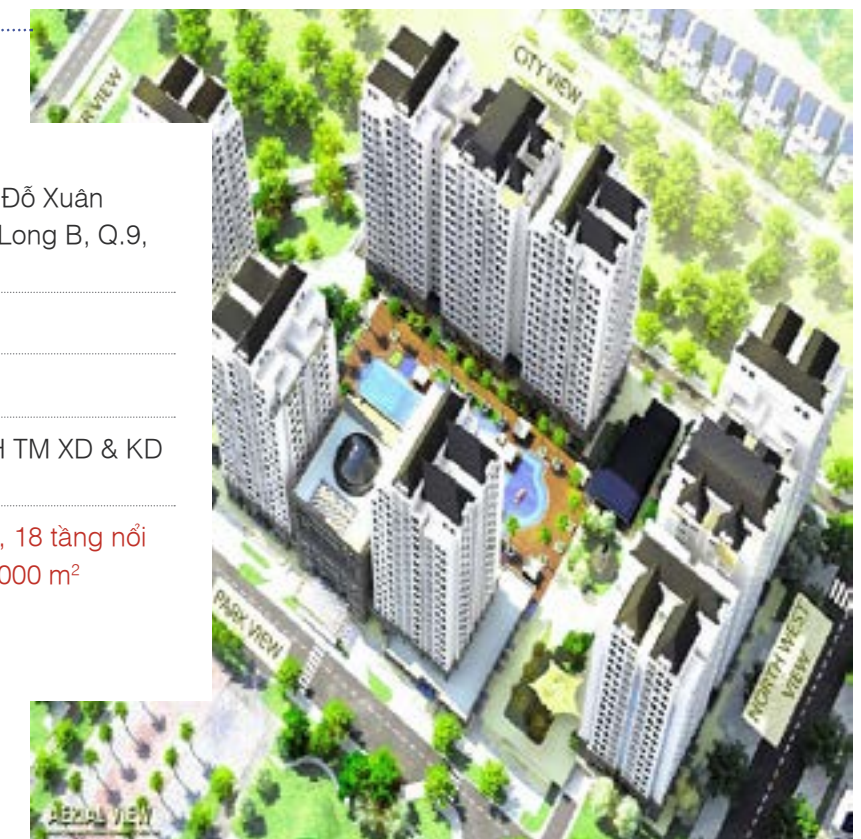 RVIEW
CITY VIEW
Đỗ Xuân
Long B, Q.9,
H TM XD & KD
, 18 tầng nổi
000 m²
PARK VIEW
NORTH WEST
VIEW
AERIAL VIEW